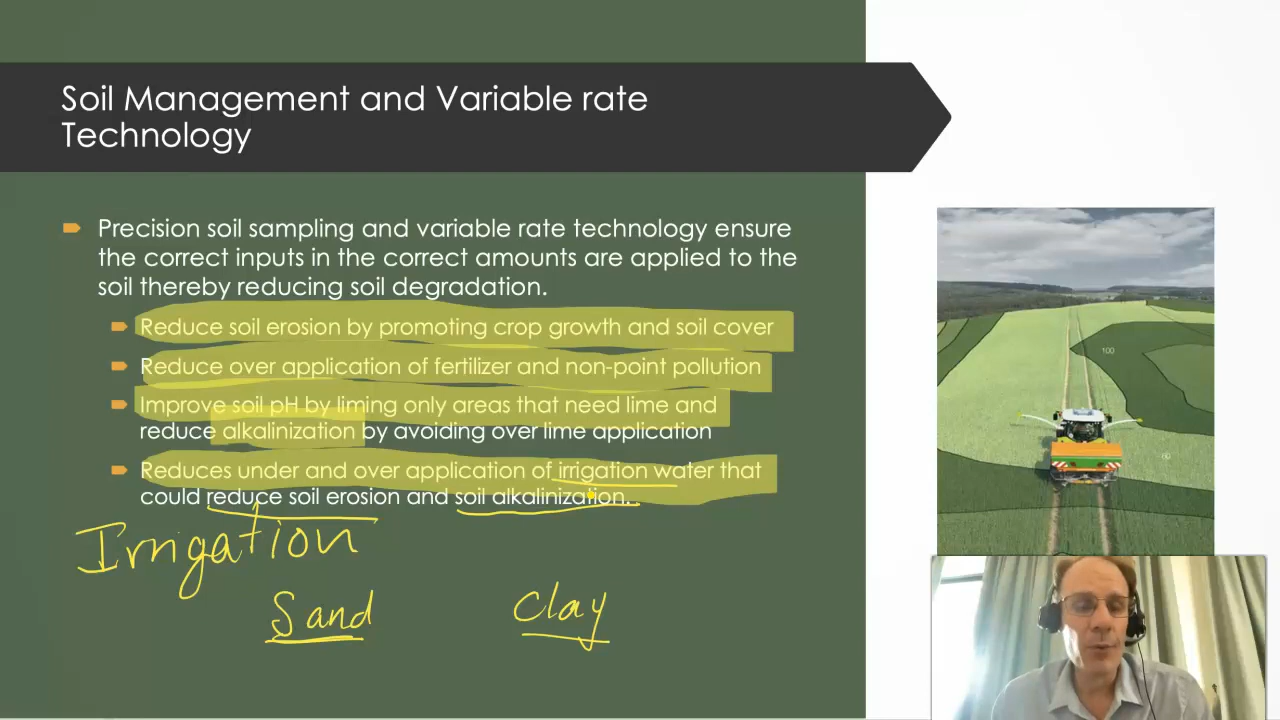 Soil Management and Variable rate
Technology
Precision soil sampling and variable rate technology ensure
the correct inputs in the correct amounts are applied to the
soil thereby reducing soil degradation.
Reduce soil erosion by promoting crop growth and soil cover
Reduce over application of fertilizer and non-point pollution
Improve soil pH by liming only areas that need lime and
reduce alkalinization by avoiding over lime application
Reduces under and over application of irrigation water that
could reduce soil erosion and soil alkalinization.
Irrigation
Sand Clay
100